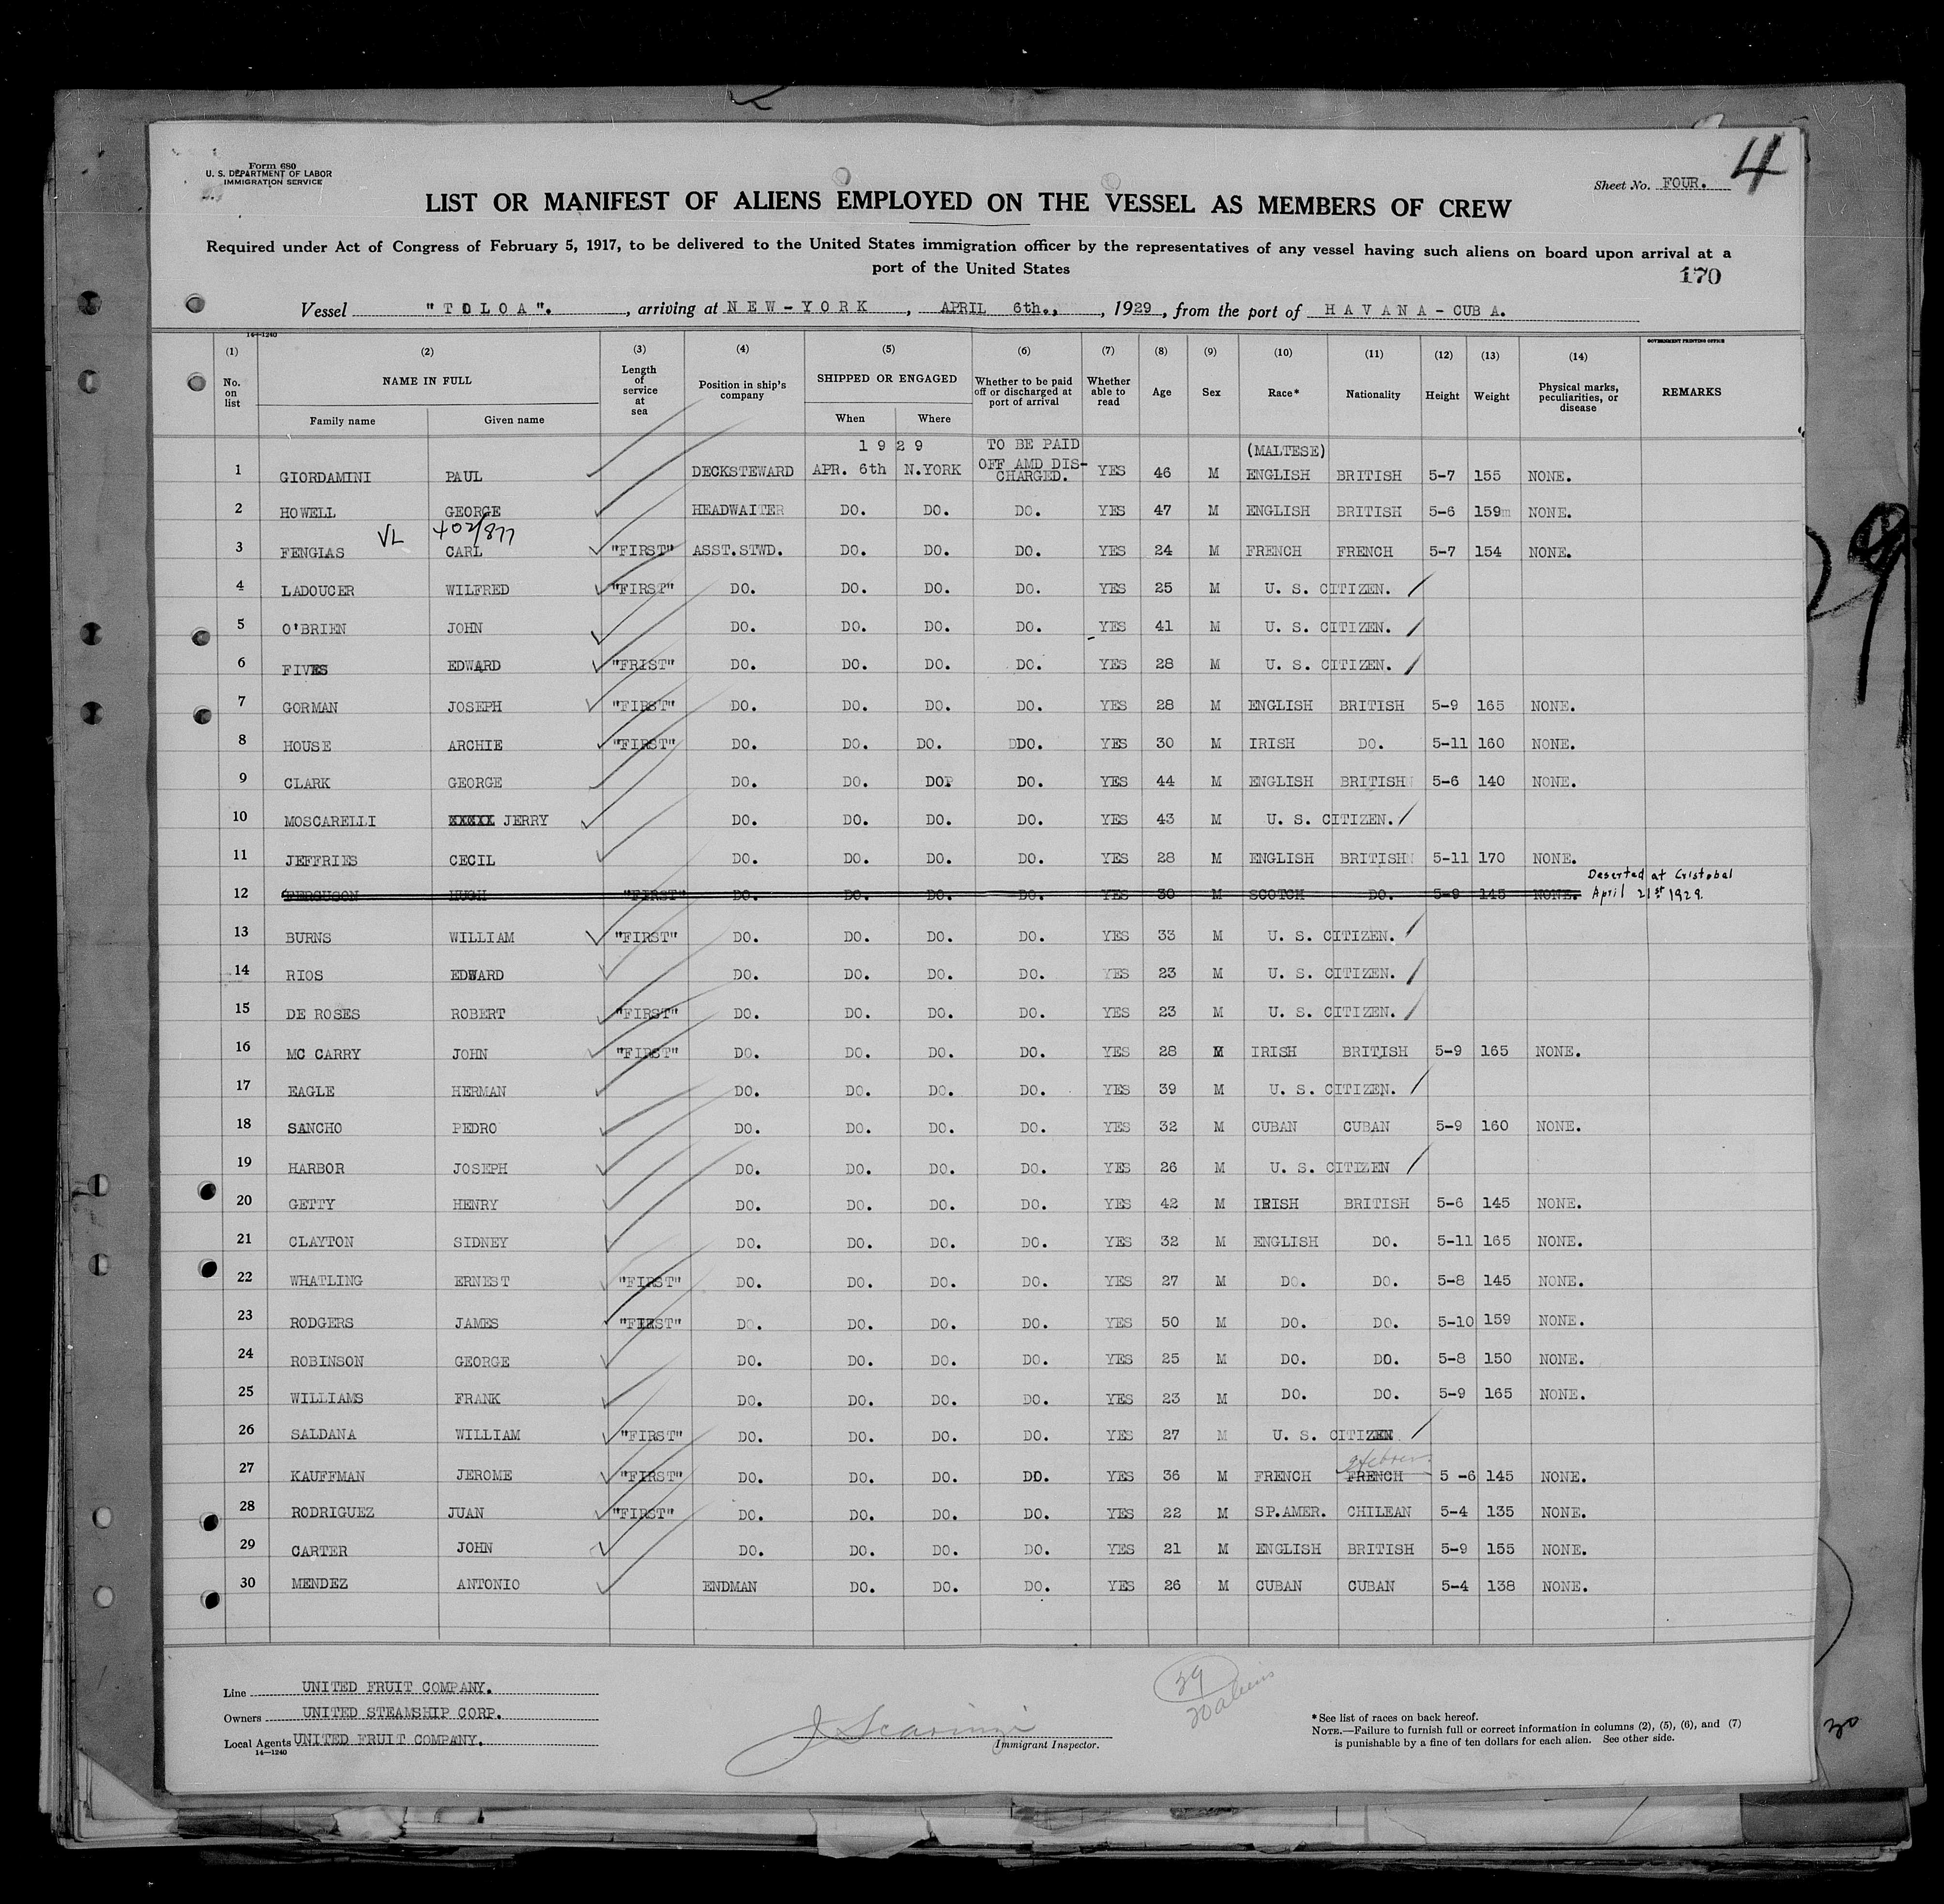 Form 680
U. S. DEPARTMENT OF LABOR
IMMIGRATION SERVICE
Sheet No. FOUR. 4
LIST OR MANIFEST OF ALIENS EMPLOYED ON THE VESSEL AS MEMBERS OF CREW
Required under Act of Congress of February 5, 1917, to be delivered to the United States immigration officer by the representatives of any vessel having such aliens on board upon arrival at a
port of the United States
170
Vessel "TOLOA". , arriving at NEW-YORK , APRIL 6th., , 1929 , from the port of HAVANA-CUBA.
14—1240
GOVERNMENT PRINTING OFFICE
(1) (2) (3) (4) (5) (6) (7) (8) (9) (10) (11) (12) (13) (14)
No. on list NAME IN FULL Family name Given name Length of service at sea Position in ship's company SHIPPED OR ENGAGED When Where Whether to be paid off or discharged at port of arrival Whether able to read Age Sex Race* Nationality Height Weight Physical marks, peculiarities, or disease REMARKS
1929 TO BE PAID (MALTESE)
1 GIORDAMINI PAUL DECKSTEWARD APR. 6th N.YORK OFF AMD DIS-CHARGED. YES 46 M ENGLISH BRITISH 5-7 155 NONE.
2 HOWELL GEORGE HEADWAITER DO. DO. DO. YES 47 M ENGLISH BRITISH 5-6 159 NONE.
VL 402/877
3 FENGIAS CARL "FIRST" ASST.STWD. DO. DO. DO. YES 24 M FRENCH FRENCH 5-7 154 NONE.
4 LADOUCER WILFRED "FIRST" DO. DO. DO. DO. YES 25 M U. S. CITIZEN.
5 O'BRIEN JOHN DO. DO. DO. DO. YES 41 M U. S. CITIZEN.
6 FIVES EDWARD "FRIST" DO. DO. DO. DO. YES 28 M U. S. CITIZEN.
7 GORMAN JOSEPH "FIRST" DO. DO. DO. DO. YES 28 M ENGLISH BRITISH 5-9 165 NONE.
8 HOUSE ARCHIE "FIRST" DO. DO. DO. DDO. YES 30 M IRISH DO. 5-11 160 NONE.
9 CLARK GEORGE DO. DO. DOP DO. YES 44 M ENGLISH BRITISH 5-6 140 NONE.
10 MOSCARELLI XXXXX JERRY DO. DO. DO. DO. YES 43 M U. S. CITIZEN.
11 JEFFRIES CECIL DO. DO. DO. DO. YES 28 M ENGLISH BRITISH 5-11 170 NONE.
12 FERGUSON HUGH "FIRST" DO. DO. DO. DO. YES 30 M SCOTCH DO. 5-9 145 NONE. Deserted at Cristobal April 21st 1929.
13 BURNS WILLIAM "FIRST" DO. DO. DO. DO. YES 33 M U. S. CITIZEN.
14 RIOS EDWARD DO. DO. DO. DO. YES 23 M U. S. CITIZEN.
15 DE ROSES ROBERT "FIRST" DO. DO. DO. DO. YES 23 M U. S. CITIZEN.
16 MC CARRY JOHN "FIRST" DO. DO. DO. DO. YES 28 M IRISH BRITISH 5-9 165 NONE.
17 EAGLE HERMAN DO. DO. DO. DO. YES 39 M U. S. CITIZEN.
18 SANCHO PEDRO DO. DO. DO. DO. YES 32 M CUBAN CUBAN 5-9 160 NONE.
19 HARBOR JOSEPH DO. DO. DO. DO. YES 26 M U. S. CITIZEN
20 GETTY HENRY DO. DO. DO. DO. YES 42 M IRISH BRITISH 5-6 145 NONE.
21 CLAYTON SIDNEY DO. DO. DO. DO. YES 32 M ENGLISH DO. 5-11 165 NONE.
22 WHATLING ERNEST "FIRST" DO. DO. DO. DO. YES 27 M DO. DO. 5-8 145 NONE.
23 RODGERS JAMES "FIRST" DO. DO. DO. DO. YES 50 M DO. DO. 5-10 159 NONE.
24 ROBINSON GEORGE DO. DO. DO. DO. YES 25 M DO. DO. 5-8 150 NONE.
25 WILLIAMS FRANK DO. DO. DO. DO. YES 23 M DO. DO. 5-9 165 NONE.
26 SALDANA WILLIAM "FIRST" DO. DO. DO. DO. YES 27 M U. S. CITIZEN
Hebrew
27 KAUFFMAN JEROME "FIRST" DO. DO. DO. DO. YES 36 M FRENCH FRENCH 5 -6 145 NONE.
28 RODRIGUEZ JUAN "FIRST" DO. DO. DO. DO. YES 22 M SP.AMER. CHILEAN 5-4 135 NONE.
29 CARTER JOHN DO. DO. DO. DO. YES 21 M ENGLISH BRITISH 5-9 155 NONE.
30 MENDEZ ANTONIO ENDMAN DO. DO. DO. YES 26 M CUBAN CUBAN 5-4 138 NONE.
Line UNITED FRUIT COMPANY.
Owners UNITED STEAMSHIP CORP.
Local Agents UNITED FRUIT COMPANY.
14—1240
J Scarinzi
Immigrant Inspector.
29
20 aliens
*See list of races on back hereof.
NOTE.—Failure to furnish full or correct information in columns (2), (5), (6), and (7)
is punishable by a fine of ten dollars for each alien. See other side.
30